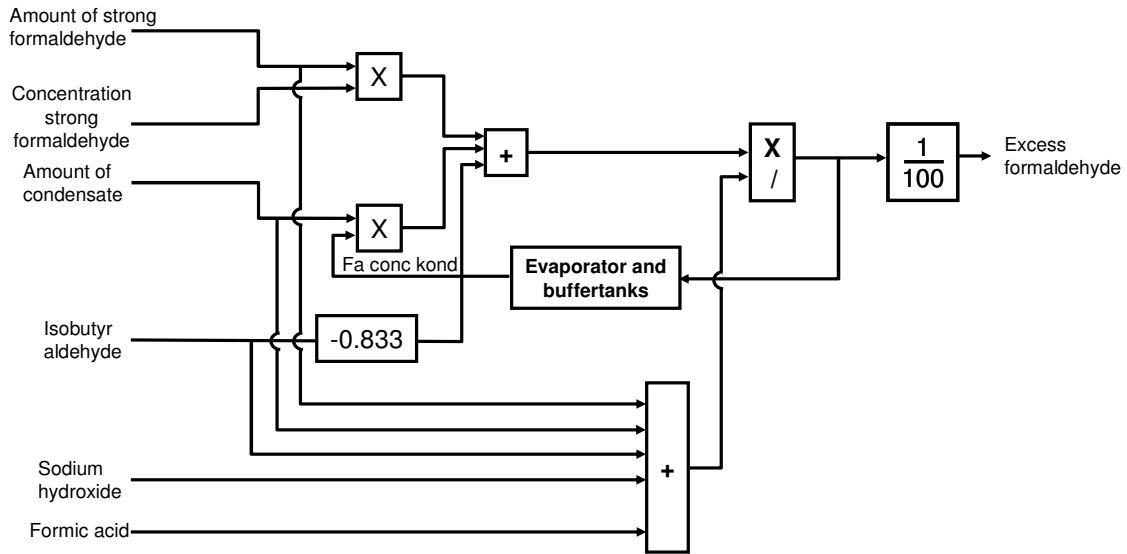 Amount of strong
formaldehyde
X
Concentration
strong
formaldehyde
Amount of
condensate
+
X
/
1
100
Excess
formaldehyde
X
Fa conc kond
Evaporator and
buffertanks
Isobutyr
aldehyde
-0.833
Sodium
hydroxide
+
Formic acid